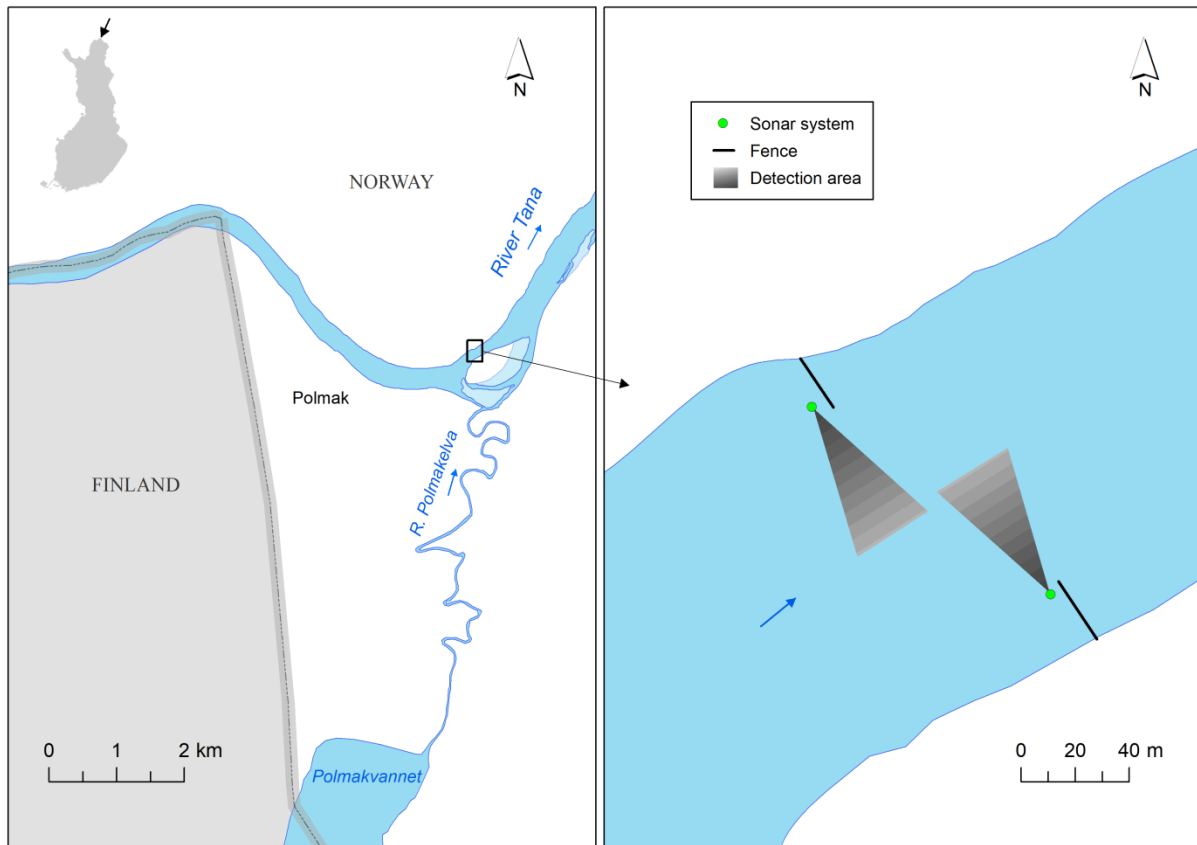 N
NORWAY
River Tana
Polmak
R. Polmakelva
FINLAND
0 1 2 km
Polmakvannet
N
Sonar system
Fence
Detection area
0 20 40 m